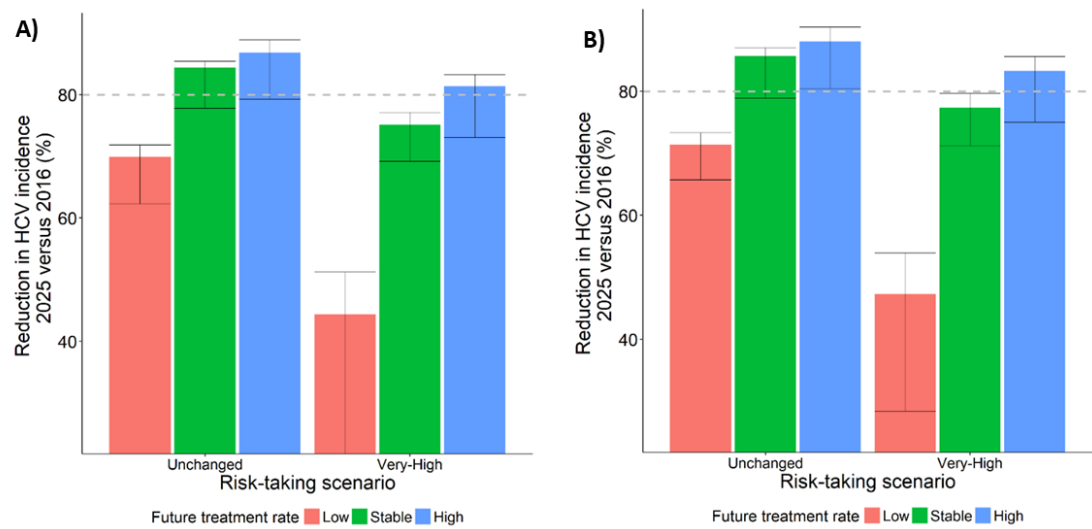 A)
Reduction in HCV incidence
2025 versus 2016 (%)
80
60
40
Unchanged Very-High
Risk-taking scenario
Future treatment rate Low Stable High
B)
Reduction in HCV incidence
2025 versus 2016 (%)
80
60
40
Unchanged Very-High
Risk-taking scenario
Future treatment rate Low Stable High